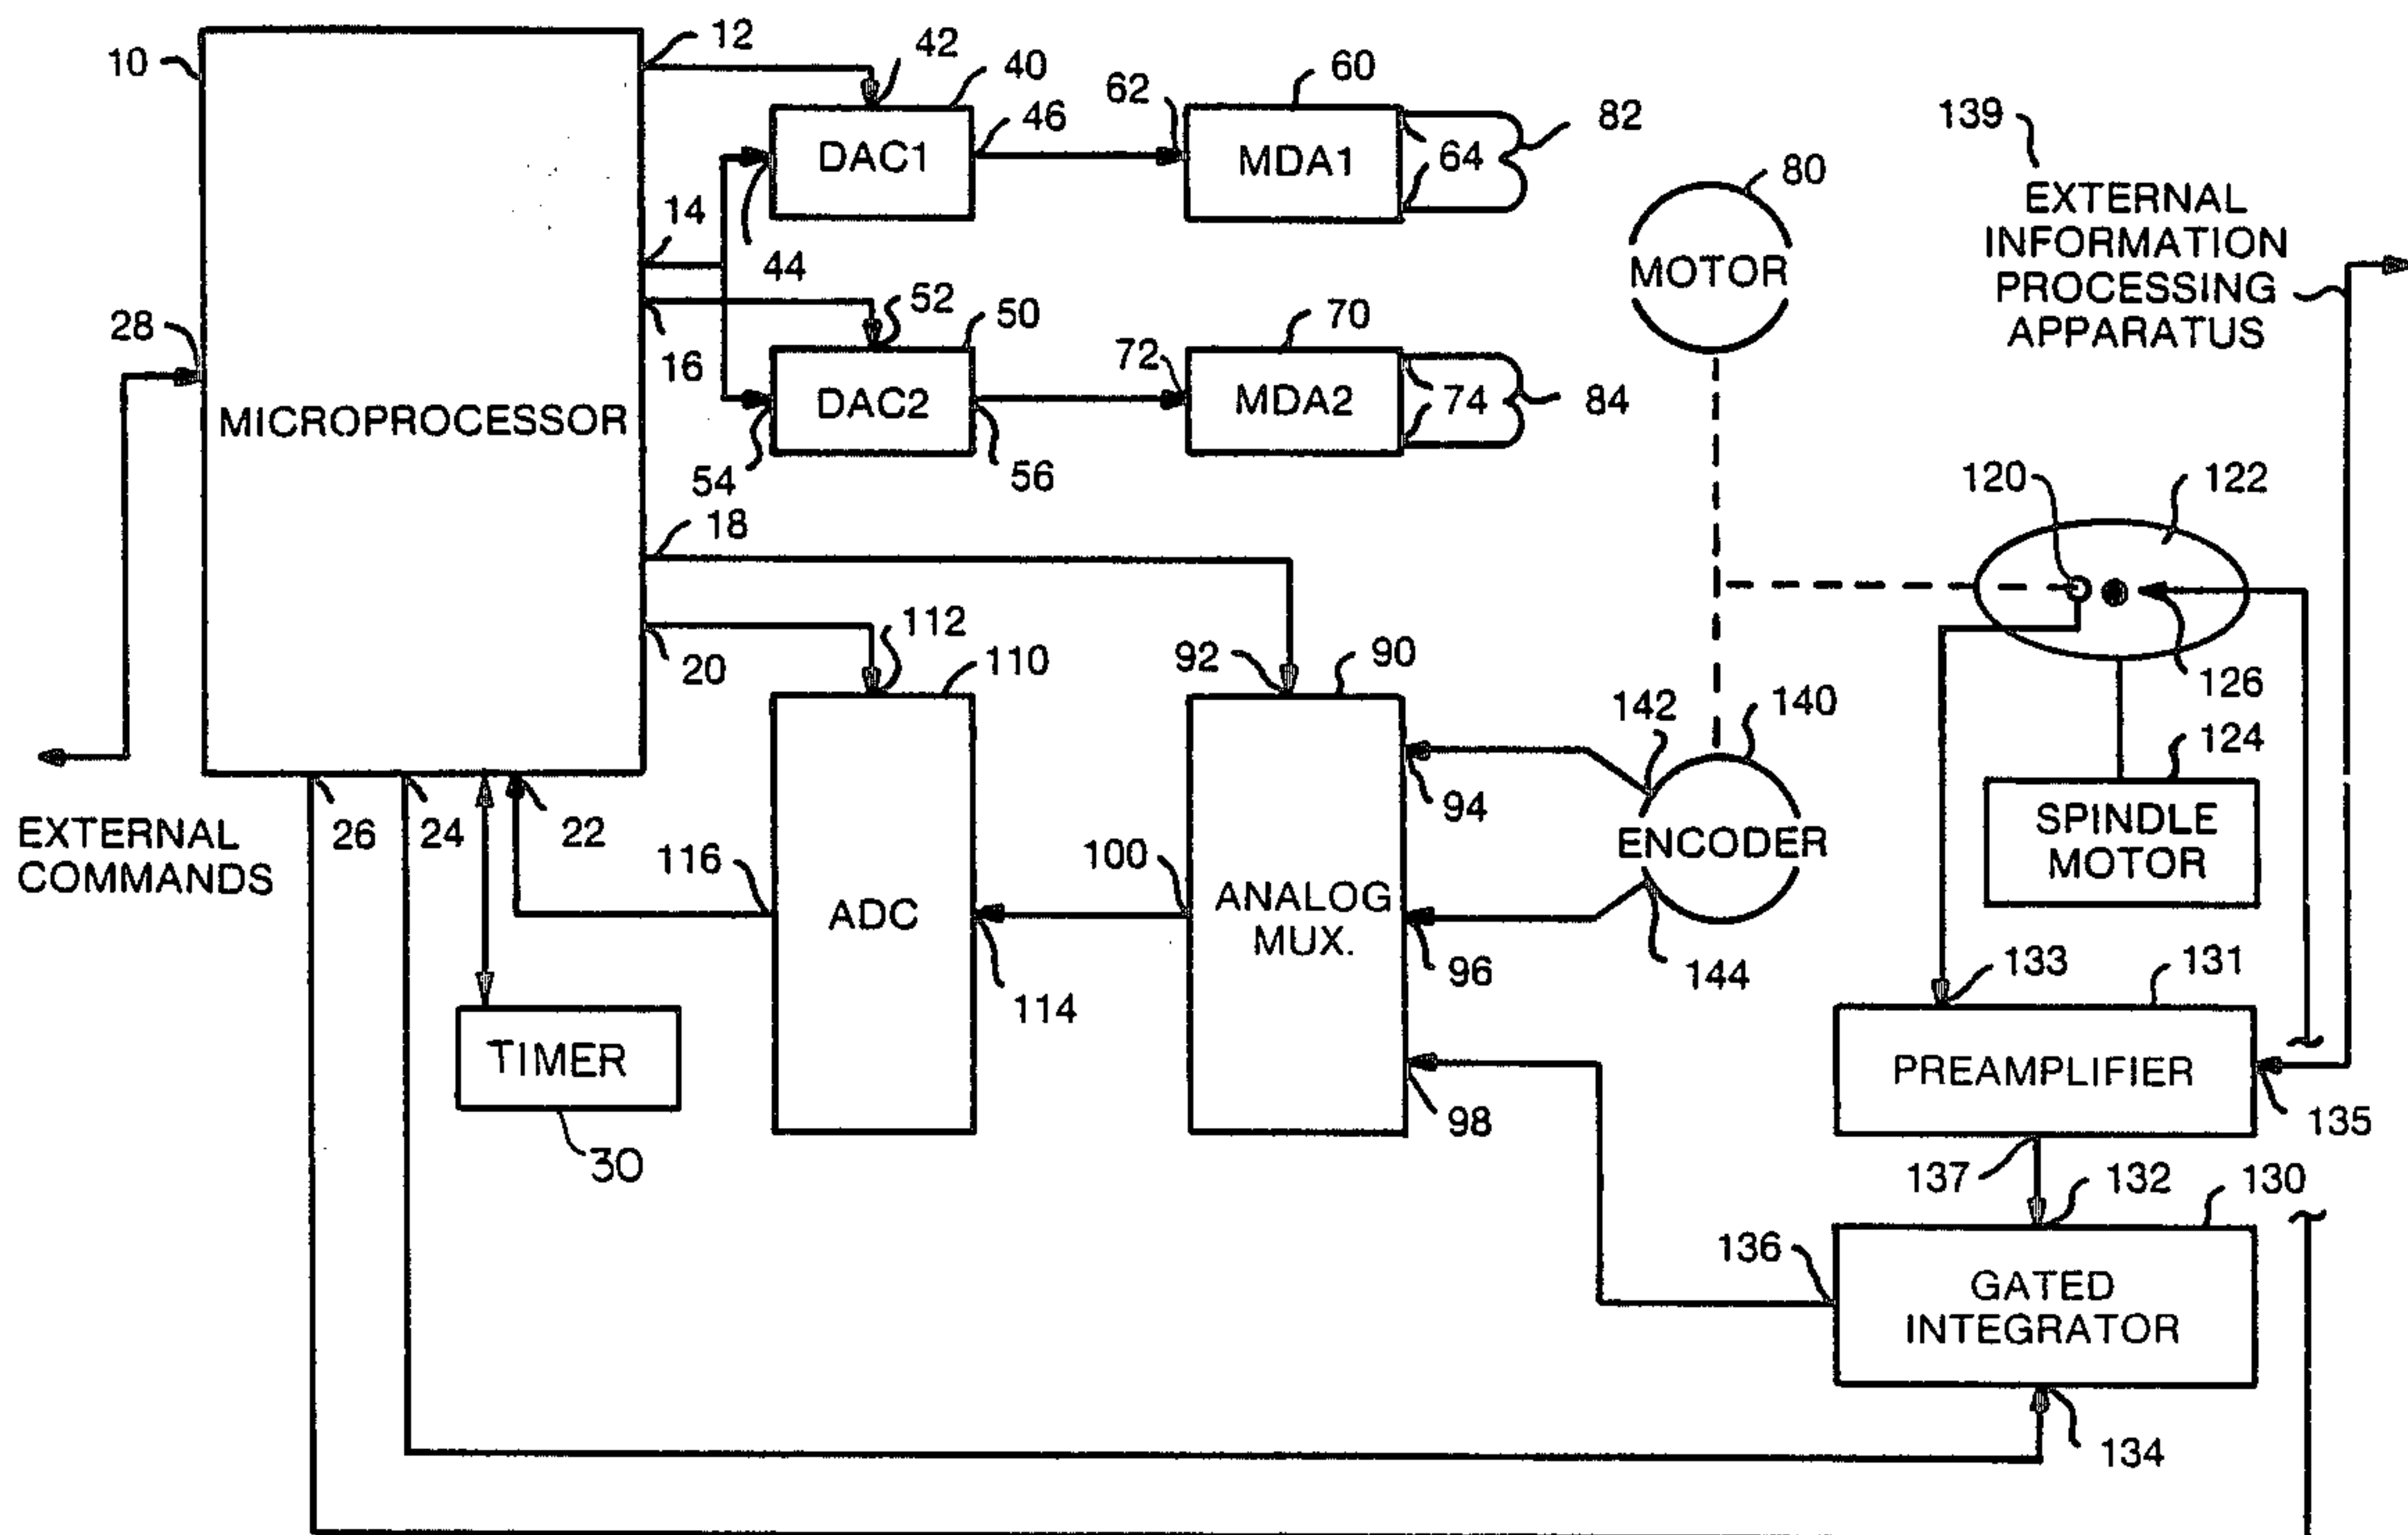 10
12
42
40
46
62
60
82
139
DAC1
MDA1
64
80
EXTERNAL
INFORMATION
PROCESSING
APPARATUS
14
44
MOTOR
28
16
52
50
72
70
MICROPROCESSOR
DAC2
MDA2
74
84
54
56
120
122
18
20
112
110
92
90
126
142
140
124
94
EXTERNAL
COMMANDS
26
24
22
116
100
ENCODER
SPINDLE
MOTOR
ADC
ANALOG
MUX.
96
144
114
133
131
TIMER
98
PREAMPLIFIER
135
30
137
132
130
136
GATED
INTEGRATOR
134